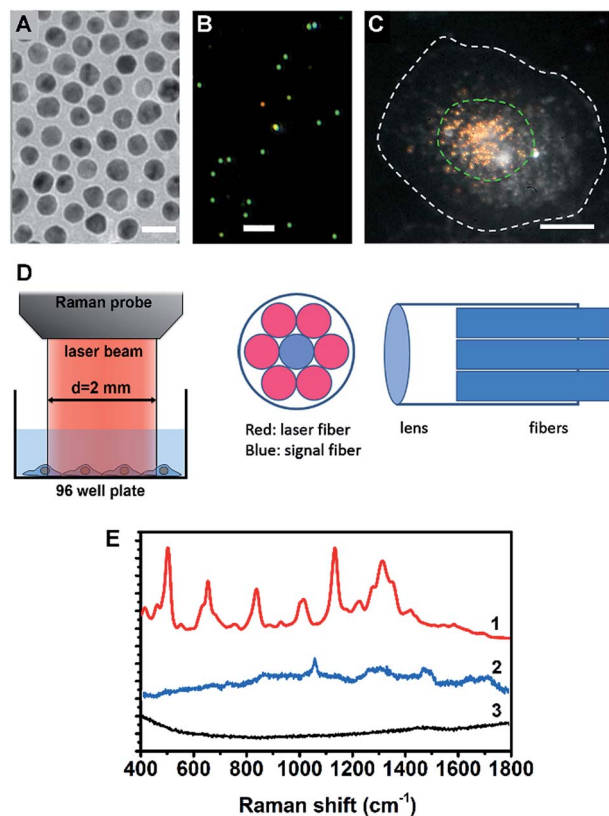 A
B
C
D
Raman probe
laser beam
d=2 mm
96 well plate
Red: laser fiber
Blue: signal fiber
lens
fibers
E
1
2
3
400 600 800 1000 1200 1400 1600 1800
Raman shift (cm⁻¹)